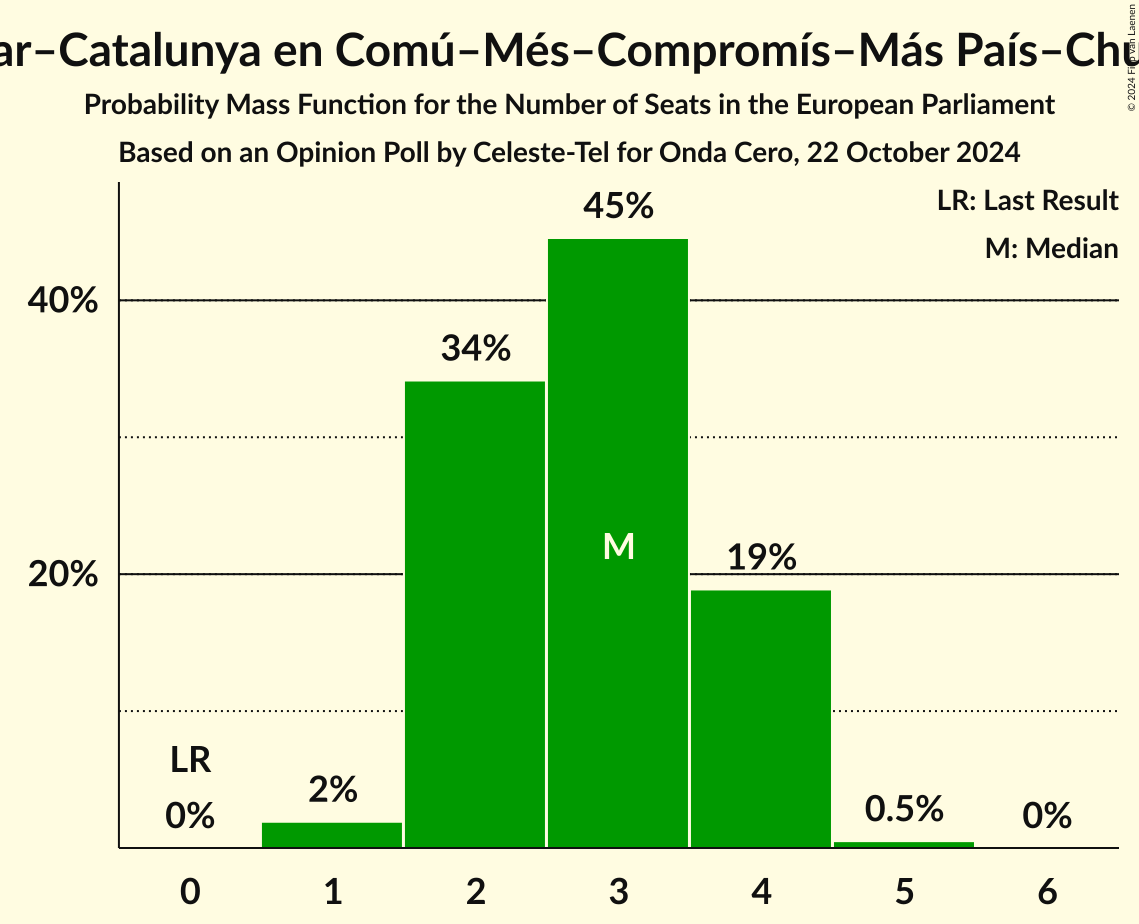 ar–Catalunya en Comú–Més–Compromís–Más País–Chu
© 2024 Filip van Laenen
Probability Mass Function for the Number of Seats in the European Parliament
Based on an Opinion Poll by Celeste-Tel for Onda Cero, 22 October 2024
LR: Last Result
M: Median
45%
40%
34%
M
19%
20%
LR
0%
2%
0.5%
0%
0 1 2 3 4 5 6